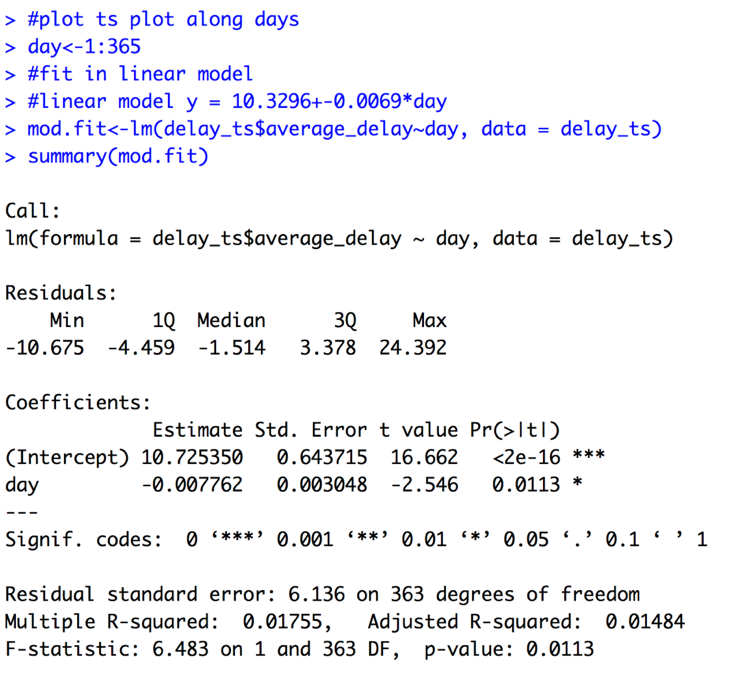 > #plot ts plot along days
> day<-1:365
> #fit in linear model
> #linear model y = 10.3296+-0.0069*day
> mod.fit<-lm(delay_ts$average_delay~day, data = delay_ts)
> summary(mod.fit)

Call:
lm(formula = delay_ts$average_delay ~ day, data = delay_ts)

Residuals:
    Min      1Q  Median      3Q     Max
-10.675  -4.459  -1.514   3.378  24.392

Coefficients:
             Estimate Std. Error t value Pr(>|t|)
(Intercept) 10.725350   0.643715  16.662   <2e-16 ***
day         -0.007762   0.003048  -2.546   0.0113 *
---
Signif. codes:  0 ‘***’ 0.001 ‘**’ 0.01 ‘*’ 0.05 ‘.’ 0.1 ‘ ’ 1

Residual standard error: 6.136 on 363 degrees of freedom
Multiple R-squared:  0.01755,   Adjusted R-squared:  0.01484
F-statistic: 6.483 on 1 and 363 DF,  p-value: 0.0113